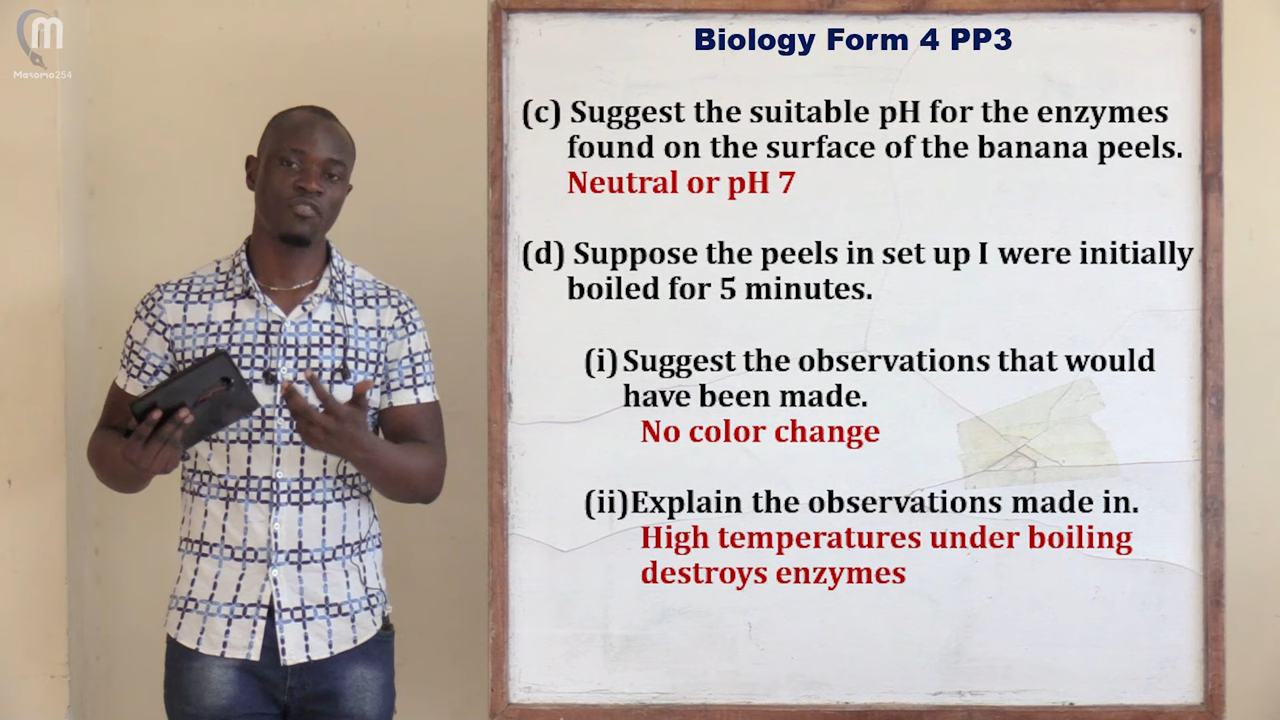 M
Masomo254
Biology Form 4 PP3
(c) Suggest the suitable pH for the enzymes
found on the surface of the banana peels.
Neutral or pH 7
(d) Suppose the peels in set up I were initially
boiled for 5 minutes.
(i) Suggest the observations that would
have been made.
No color change
(ii)Explain the observations made in.
High temperatures under boiling
destroys enzymes